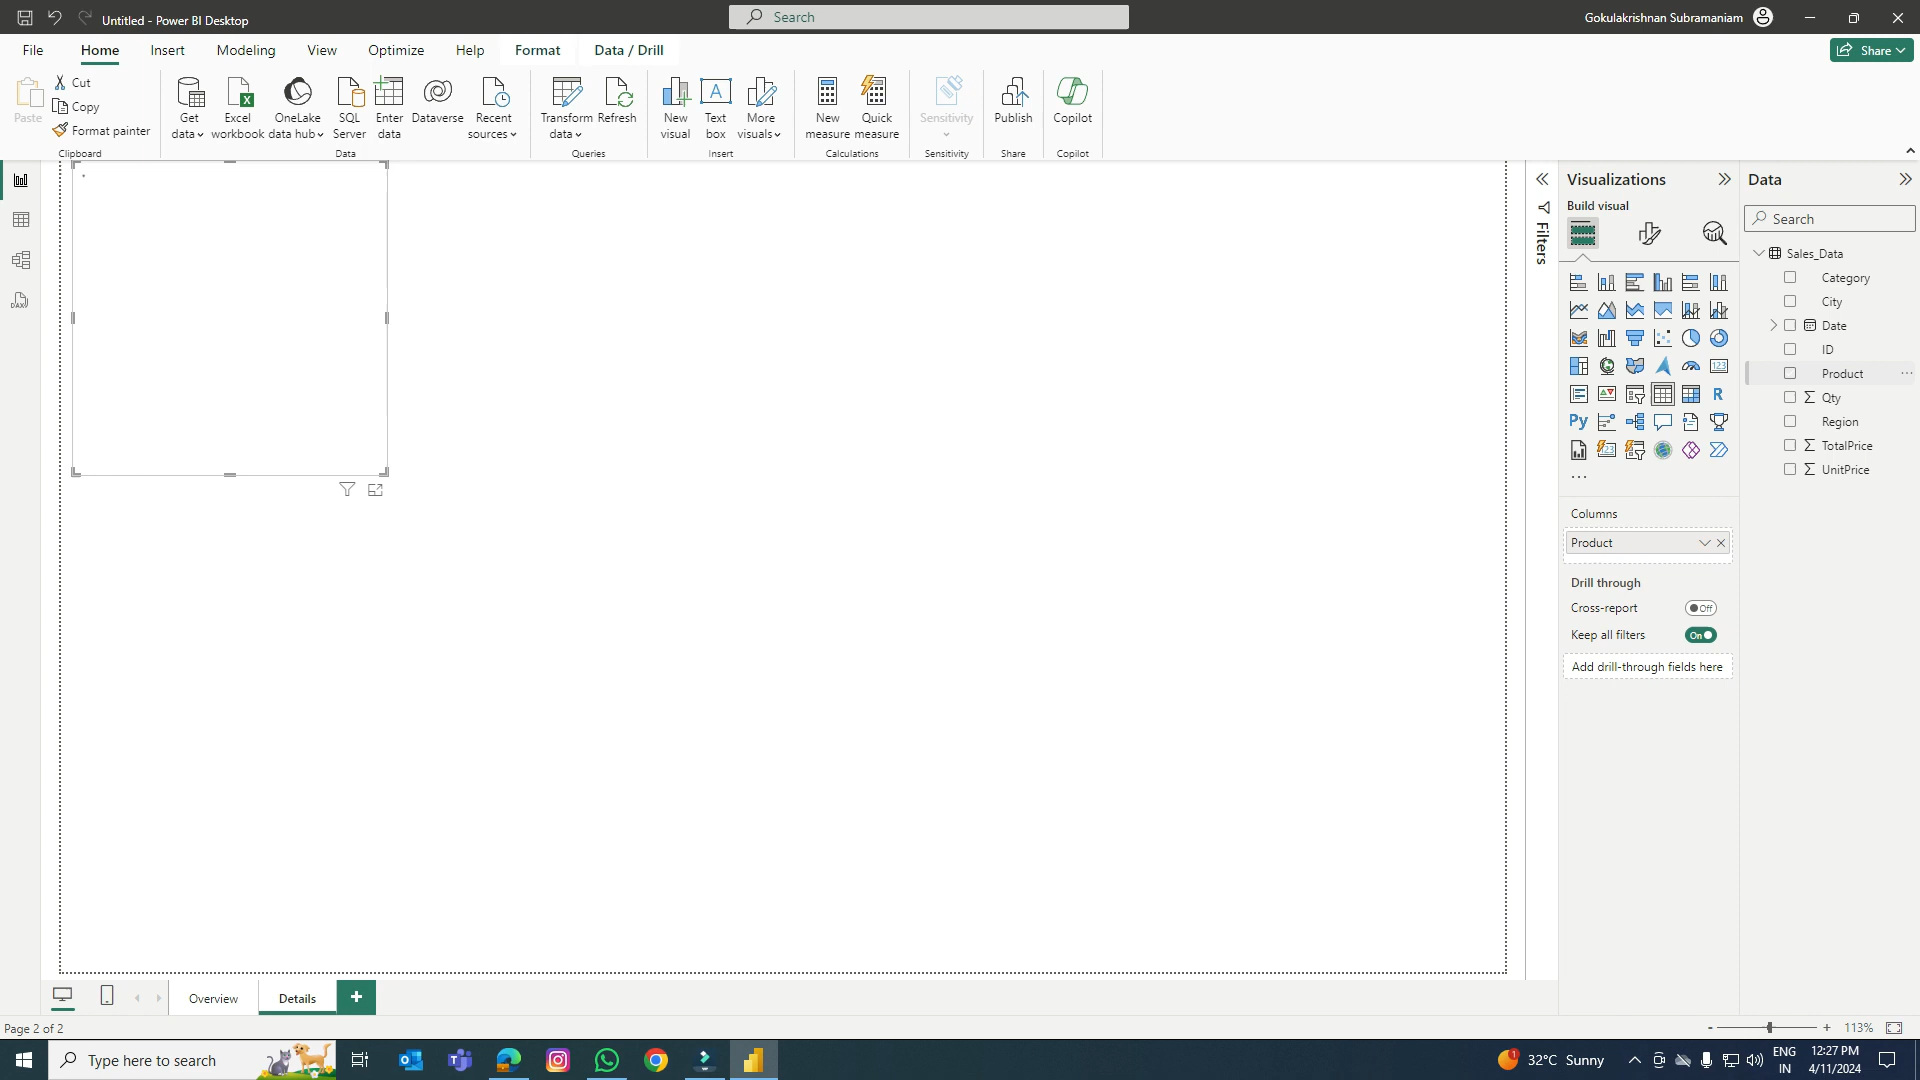 Untitled - Power BI Desktop
Search
Gokulakrishnan Subramaniam
File
Home
Insert
Modeling
View
Optimize
Help
Format
Data / Drill
Share
Paste
Cut
Copy
Format painter
Clipboard
Get data
Excel workbook
OneLake data hub
SQL Server
Enter data
Dataverse
Recent sources
Data
Transform data
Refresh
Queries
New visual
Text box
More visuals
Insert
New measure
Quick measure
Calculations
Sensitivity
Sensitivity
Publish
Share
Copilot
Copilot
Filters
Visualizations
Build visual
Columns
Product
Drill through
Cross-report
Off
Keep all filters
On
Add drill-through fields here
Data
Search
Sales_Data
Category
City
Date
ID
Product
Qty
Region
TotalPrice
UnitPrice
Overview
Details
Page 2 of 2
113%
Type here to search
32°C Sunny
ENG
IN
12:27 PM
4/11/2024